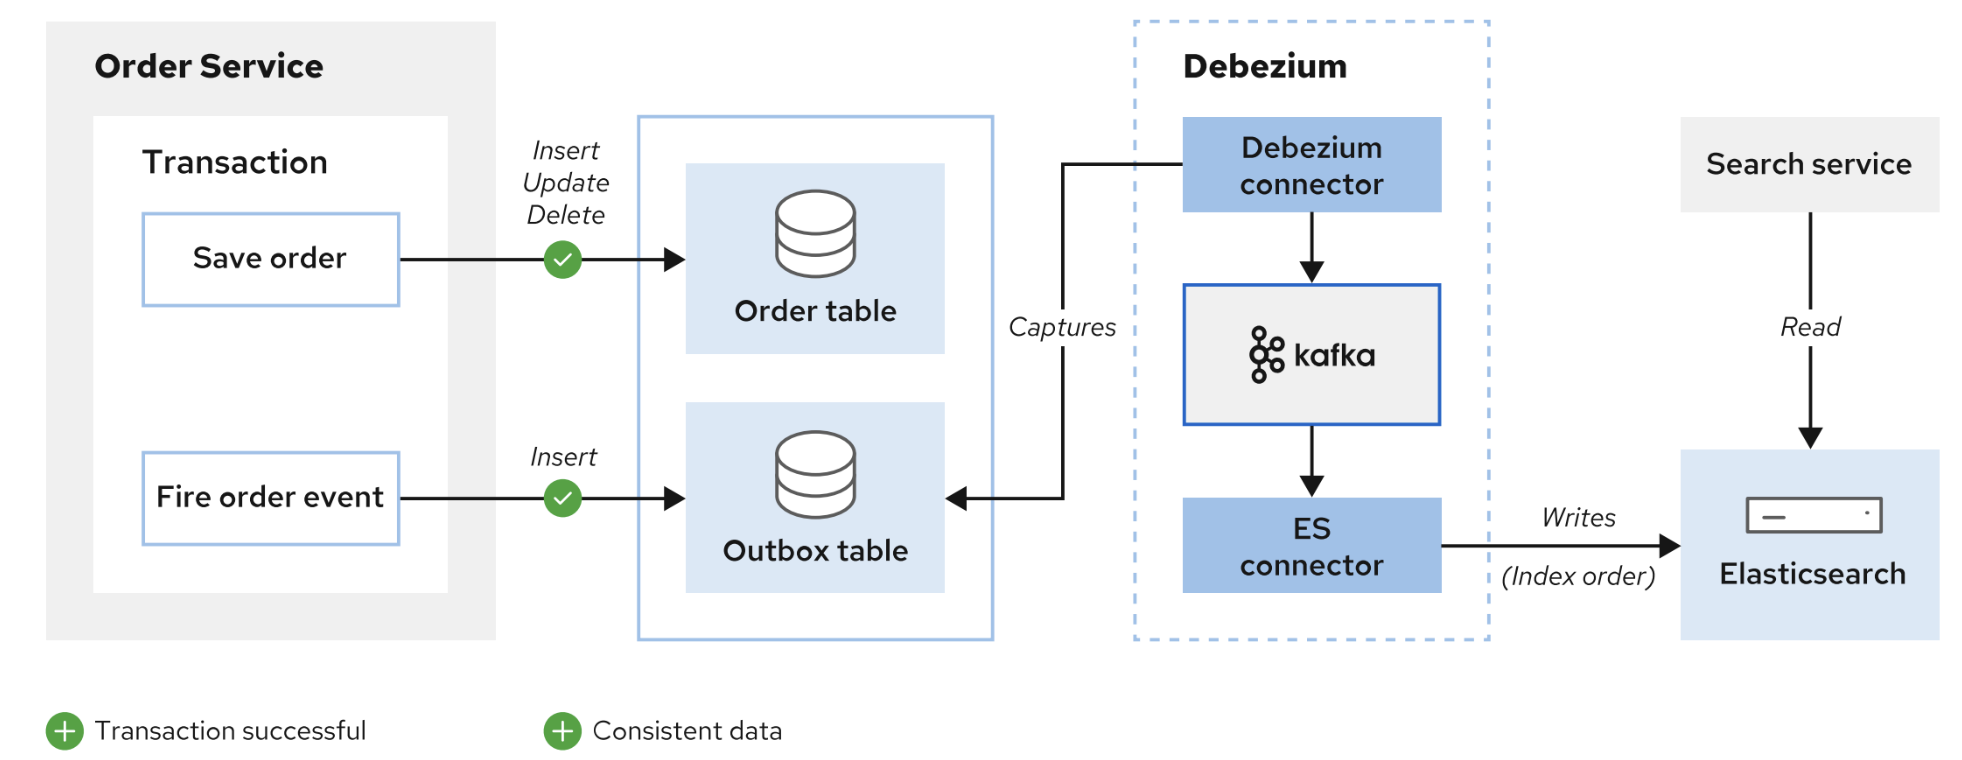 Order Service
Transaction
Save order
Fire order event
Insert
Update
Delete
Insert
Order table
Outbox table
Captures
Debezium
Debezium
connector
kafka
ES
connector
Writes
(Index order)
Search service
Read
Elasticsearch
Transaction successful
Consistent data